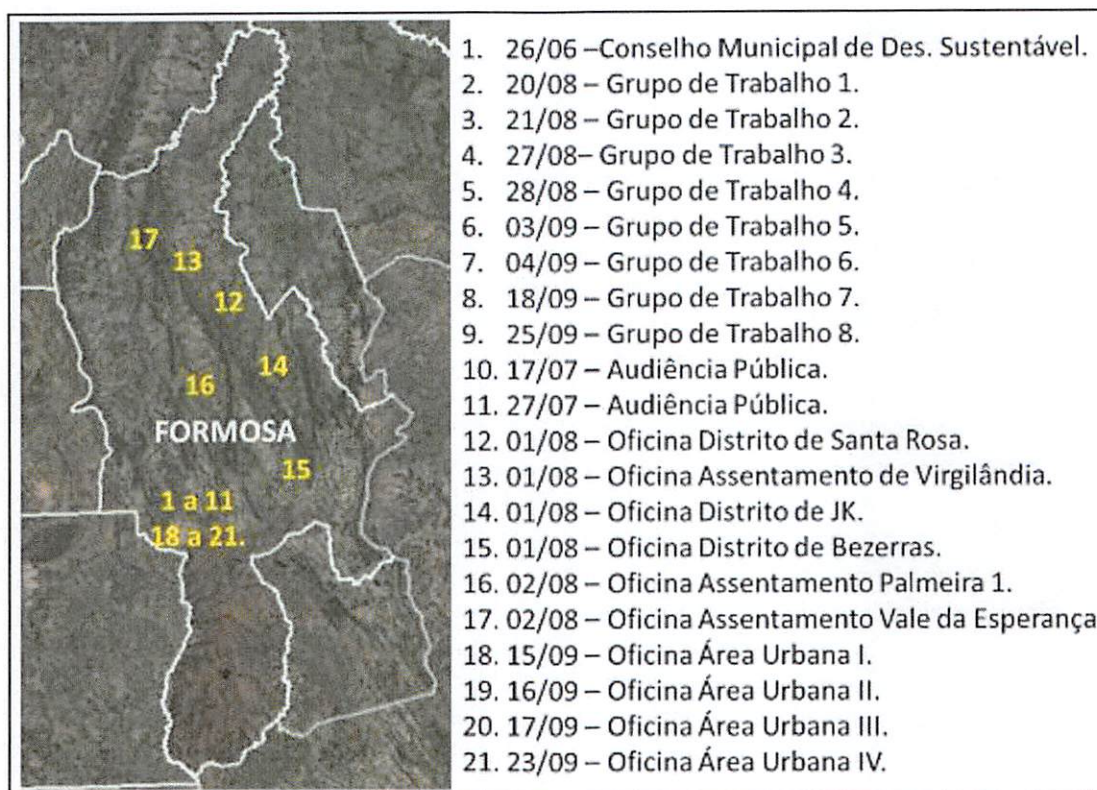 17
13
12
14
16
FORMOSA
15
1 a 11
18 a 21.
1. 26/06 –Conselho Municipal de Des. Sustentável.
2. 20/08 – Grupo de Trabalho 1.
3. 21/08 – Grupo de Trabalho 2.
4. 27/08– Grupo de Trabalho 3.
5. 28/08 – Grupo de Trabalho 4.
6. 03/09 – Grupo de Trabalho 5.
7. 04/09 – Grupo de Trabalho 6.
8. 18/09 – Grupo de Trabalho 7.
9. 25/09 – Grupo de Trabalho 8.
10. 17/07 – Audiência Pública.
11. 27/07 – Audiência Pública.
12. 01/08 – Oficina Distrito de Santa Rosa.
13. 01/08 – Oficina Assentamento de Virgilândia.
14. 01/08 – Oficina Distrito de JK.
15. 01/08 – Oficina Distrito de Bezerras.
16. 02/08 – Oficina Assentamento Palmeira 1.
17. 02/08 – Oficina Assentamento Vale da Esperança
18. 15/09 – Oficina Área Urbana I.
19. 16/09 – Oficina Área Urbana II.
20. 17/09 – Oficina Área Urbana III.
21. 23/09 – Oficina Área Urbana IV.